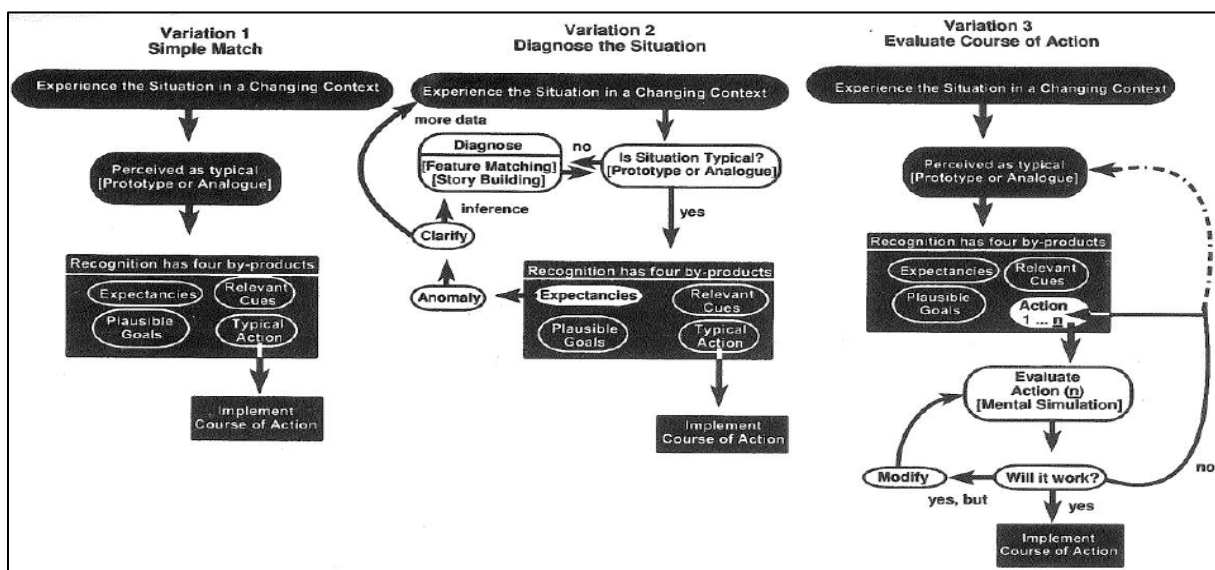 Variation 1
Simple Match
Experience the Situation in a Changing Context
Perceived as typical
[Prototype or Analogue]
Recognition has four by-products
Expectancies
Relevant
Cues
Plausible
Goals
Typical
Action
Implement
Course of Action
Variation 2
Diagnose the Situation
Experience the Situation in a Changing Context
more data
Diagnose
[Feature Matching]
[Story Building]
no
Is Situation Typical?
[Prototype or Analogue]
inference
yes
Clarify
Anomaly
Recognition has four by-products
Expectancies
Relevant
Cues
Plausible
Goals
Typical
Action
Implement
Course of Action
Variation 3
Evaluate Course of Action
Experience the Situation in a Changing Context
Perceived as typical
[Prototype or Analogue]
Recognition has four by-products
Expectancies
Relevant
Cues
Plausible
Goals
Action
1 ... n
Evaluate
Action (n)
[Mental Simulation]
Modify
Will it work?
no
yes, but
yes
Implement
Course of Action